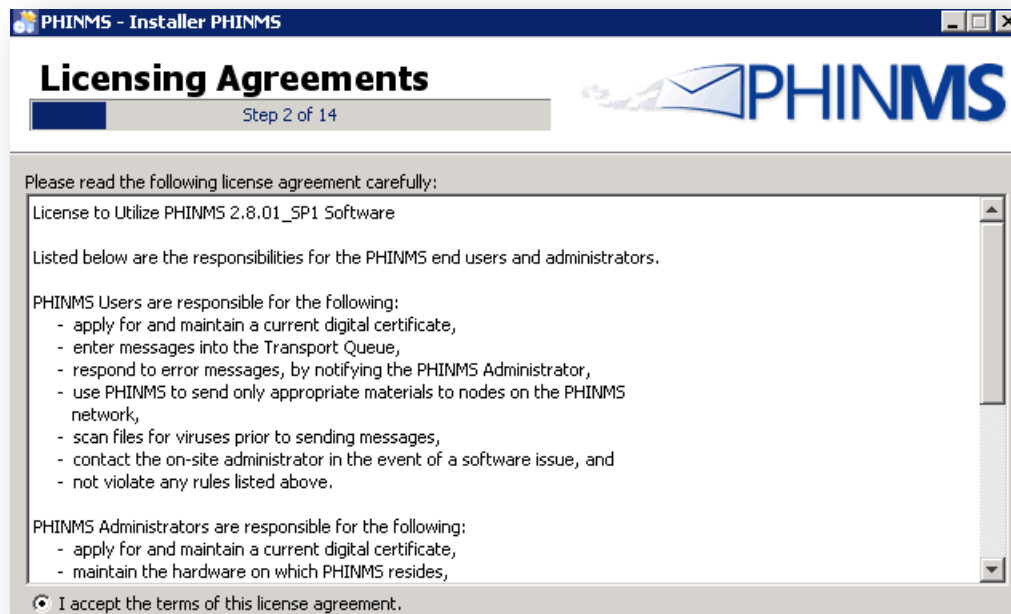 PHINMS - Installer PHINMS
Licensing Agreements
PHINMS
Step 2 of 14
Please read the following license agreement carefully:
License to Utilize PHINMS 2.8.01_SP1 Software
Listed below are the responsibilities for the PHINMS end users and administrators.
PHINMS Users are responsible for the following:
- apply for and maintain a current digital certificate,
- enter messages into the Transport Queue,
- respond to error messages, by notifying the PHINMS Administrator,
- use PHINMS to send only appropriate materials to nodes on the PHINMS
network,
- scan files for viruses prior to sending messages,
- contact the on-site administrator in the event of a software issue, and
- not violate any rules listed above.
PHINMS Administrators are responsible for the following:
- apply for and maintain a current digital certificate,
- maintain the hardware on which PHINMS resides,
I accept the terms of this license agreement.